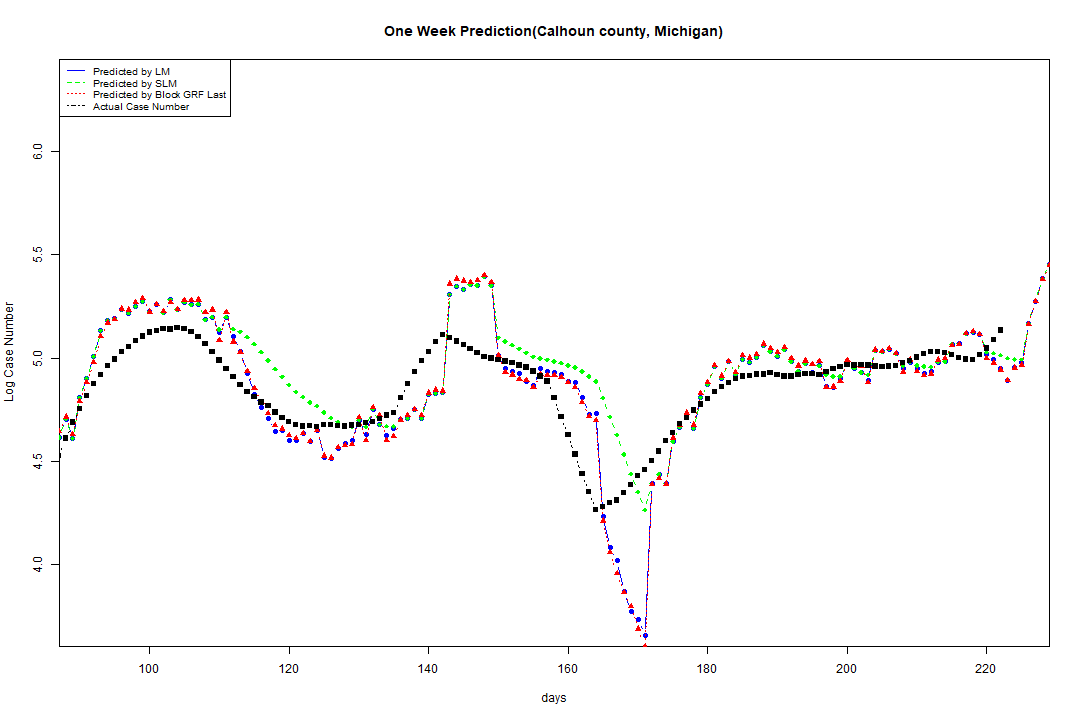 One Week Prediction(Calhoun county, Michigan)
Predicted by LM
Predicted by SLM
Predicted by Block GRF Last
Actual Case Number
6.0
5.5
5.0
4.5
4.0
Log Case Number
100 120 140 160 180 200 220
days